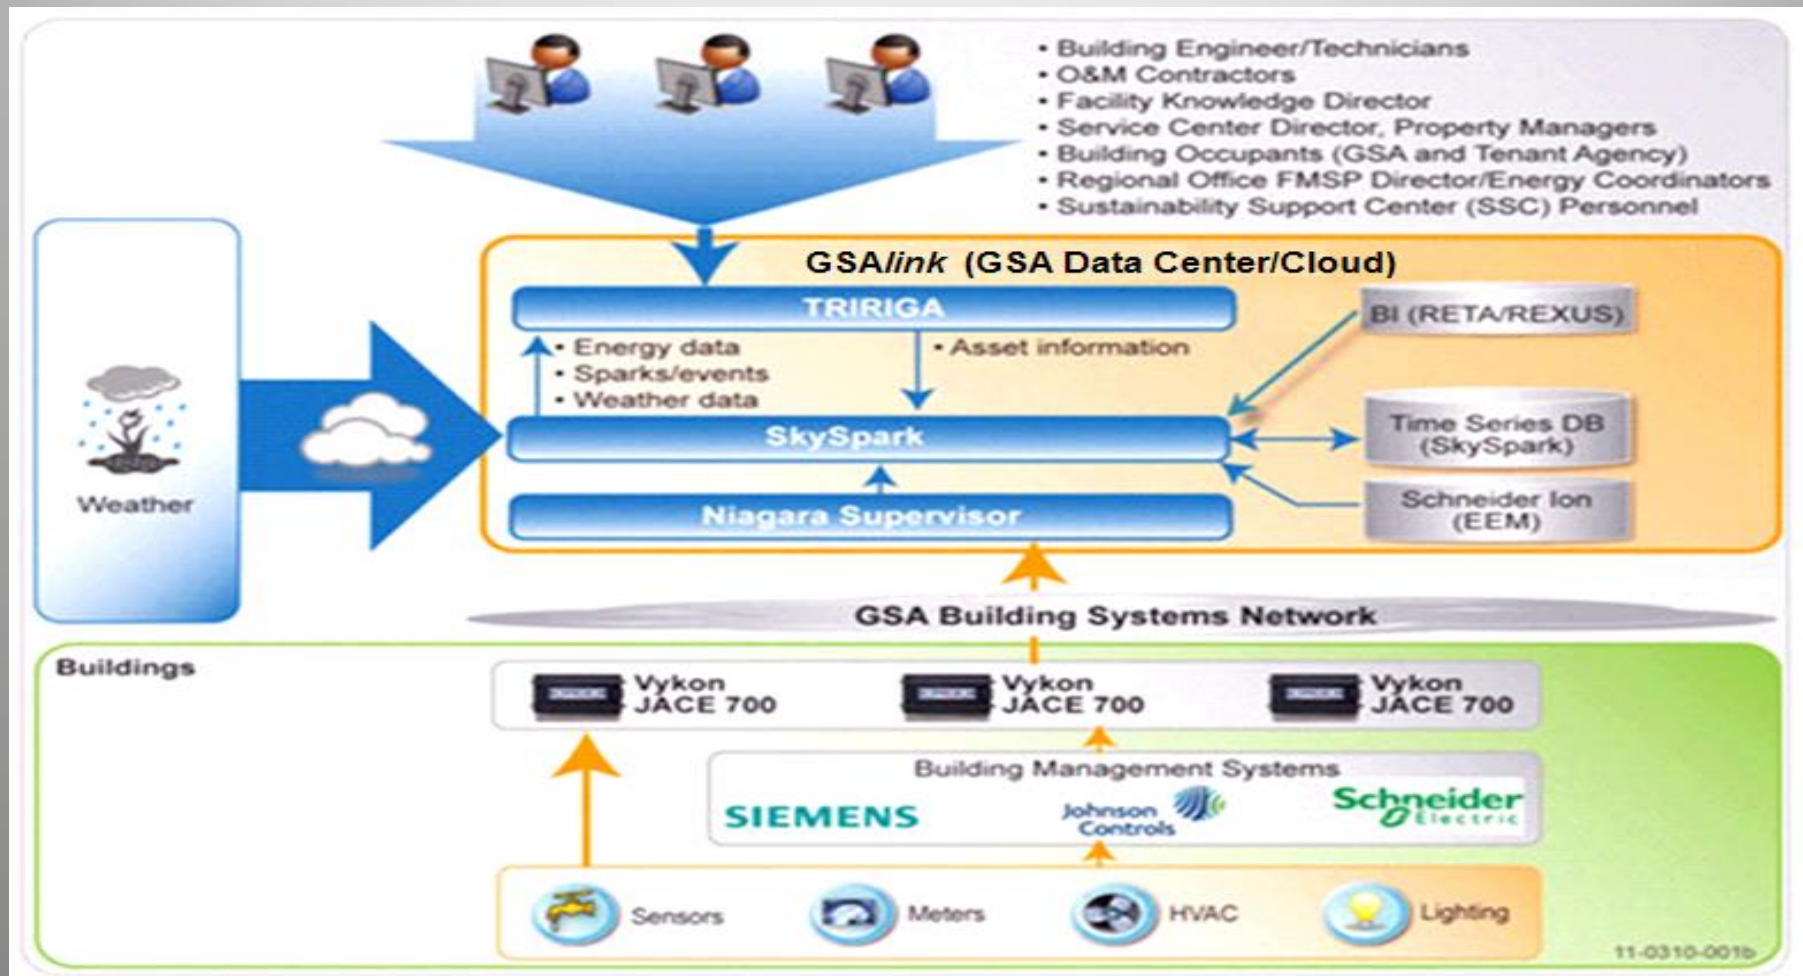 • Building Engineer/Technicians
• O&M Contractors
• Facility Knowledge Director
• Service Center Director, Property Managers
• Building Occupants (GSA and Tenant Agency)
• Regional Office FMSP Director/Energy Coordinators
• Sustainability Support Center (SSC) Personnel
GSAlink (GSA Data Center/Cloud)
TRIRIGA
BI (RETA/REXUS)
• Energy data
• Sparks/events
• Weather data
• Asset information
SkySpark
Time Series DB
(SkySpark)
Weather
Niagara Supervisor
Schneider Ion
(EEM)
GSA Building Systems Network
Buildings
Vykon
JACE 700
Vykon
JACE 700
Vykon
JACE 700
Building Management Systems
SIEMENS
Johnson
Controls
Schneider
Electric
Sensors
Meters
HVAC
Lighting
11-0310-001b